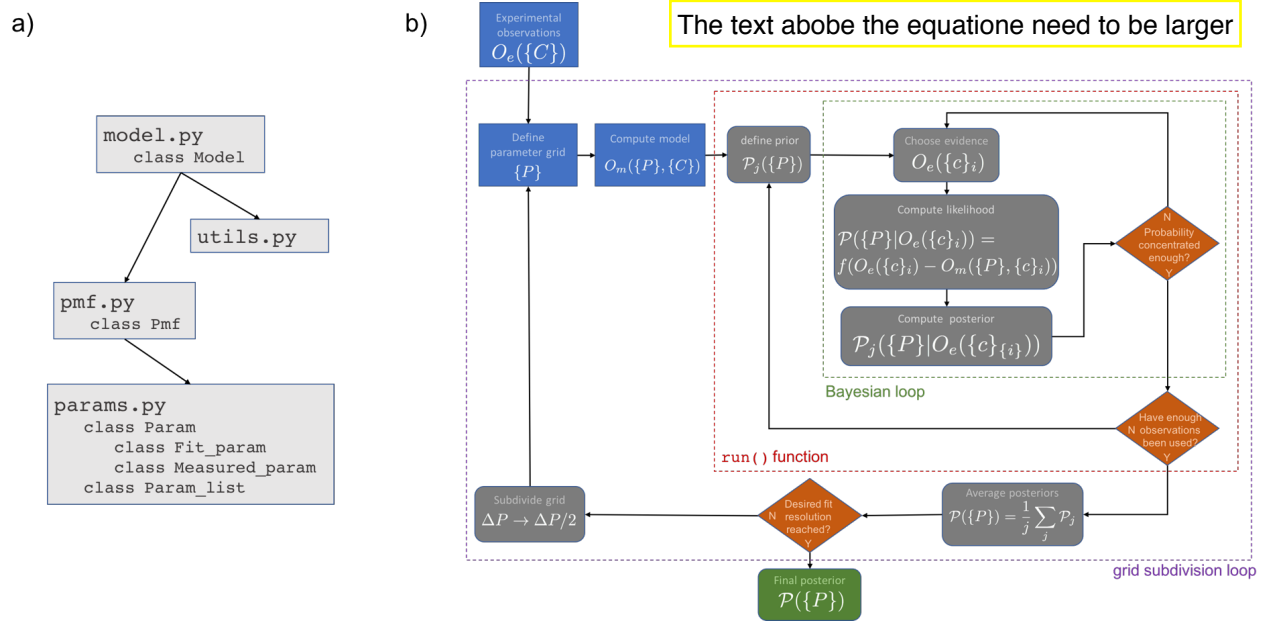 a)
model.py
class Model
utils.py
pmf.py
class Pmf
params.py
class Param
class Fit_param
class Measured_param
class Param_list
b)
The text abobe the equatione need to be larger
Experimental
observations
$O_e(\{C\})$
Define
parameter grid
$\{P\}$
Compute model
$O_m(\{P\}, \{C\})$
define prior
$\mathcal{P}_j(\{P\})$
Choose evidence
$O_e(\{c\}_i)$
Compute likelihood
$\mathcal{P}(\{P\}|O_e(\{c\}_i)) =$
$f(O_e(\{c\}_i) - O_m(\{P\}, \{c\}_i))$
Compute posterior
$\mathcal{P}_j(\{P\}|O_e(\{c\}_{\{i\}}))$
N
Probability
concentrated
enough?
Y
Bayesian loop
Have enough
N observations
been used?
Y
run() function
Subdivide grid
$\Delta P \rightarrow \Delta P/2$
Desired fit
N resolution
reached?
Y
Average posteriors
$\mathcal{P}(\{P\}) = \frac{1}{j} \sum_j \mathcal{P}_j$
grid subdivision loop
Final posterior
$\mathcal{P}(\{P\})$